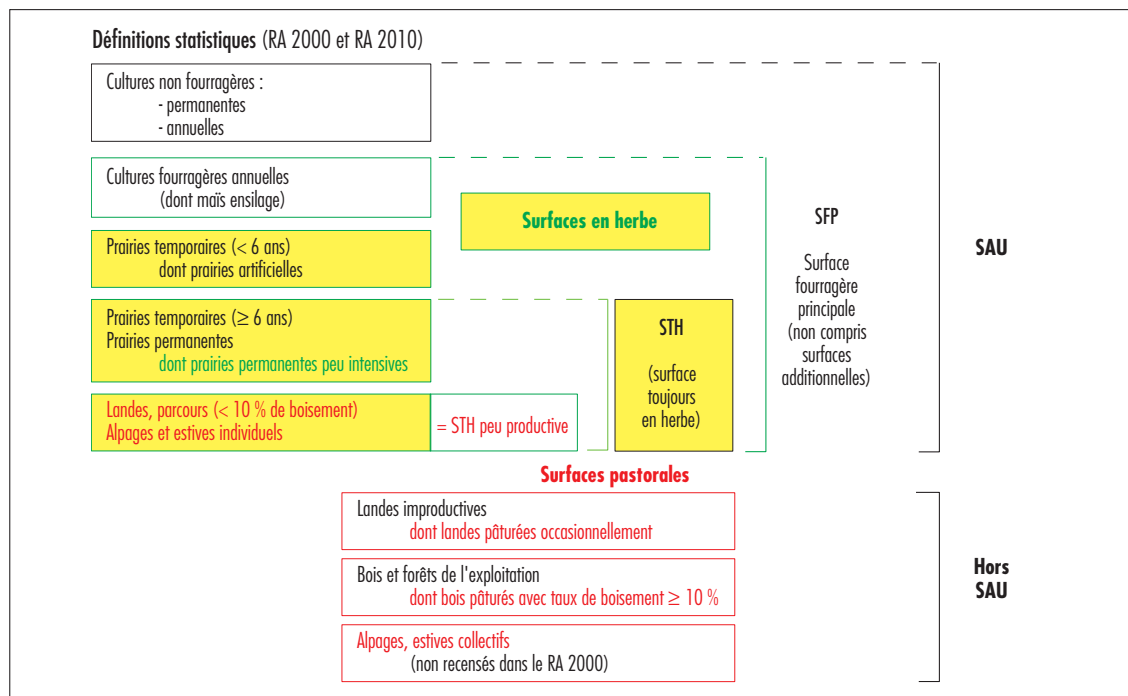 Définitions statistiques (RA 2000 et RA 2010)
Cultures non fourragères :
- permanentes
- annuelles
Cultures fourragères annuelles
(dont maïs ensilage)
Surfaces en herbe
Prairies temporaires (< 6 ans)
dont prairies artificielles
Prairies temporaires (≥ 6 ans)
Prairies permanentes
dont prairies permanentes peu intensives
Landes, parcours (< 10 % de boisement)
Alpages et estives individuels
= STH peu productive
STH
(surface
toujours
en herbe)
SFP
Surface
fourragère
principale
(non compris
surfaces
additionnelles)
SAU
Surfaces pastorales
Landes improductives
dont landes pâturées occasionnellement
Bois et forêts de l'exploitation
dont bois pâturés avec taux de boisement ≥ 10 %
Alpages, estives collectifs
(non recensés dans le RA 2000)
Hors
SAU